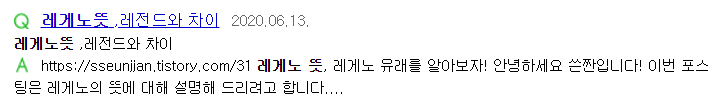 Q 레게노뜻 ,레전드와 차이 2020.06.13.
레게노뜻 ,레전드와 차이
A https://sseunjjan.tistory.com/31 레게노 뜻, 레게노 유래를 알아보자! 안녕하세요 쓴짠입니다! 이번 포스
팅은 레게노의 뜻에 대해 설명해 드리려고 합니다....